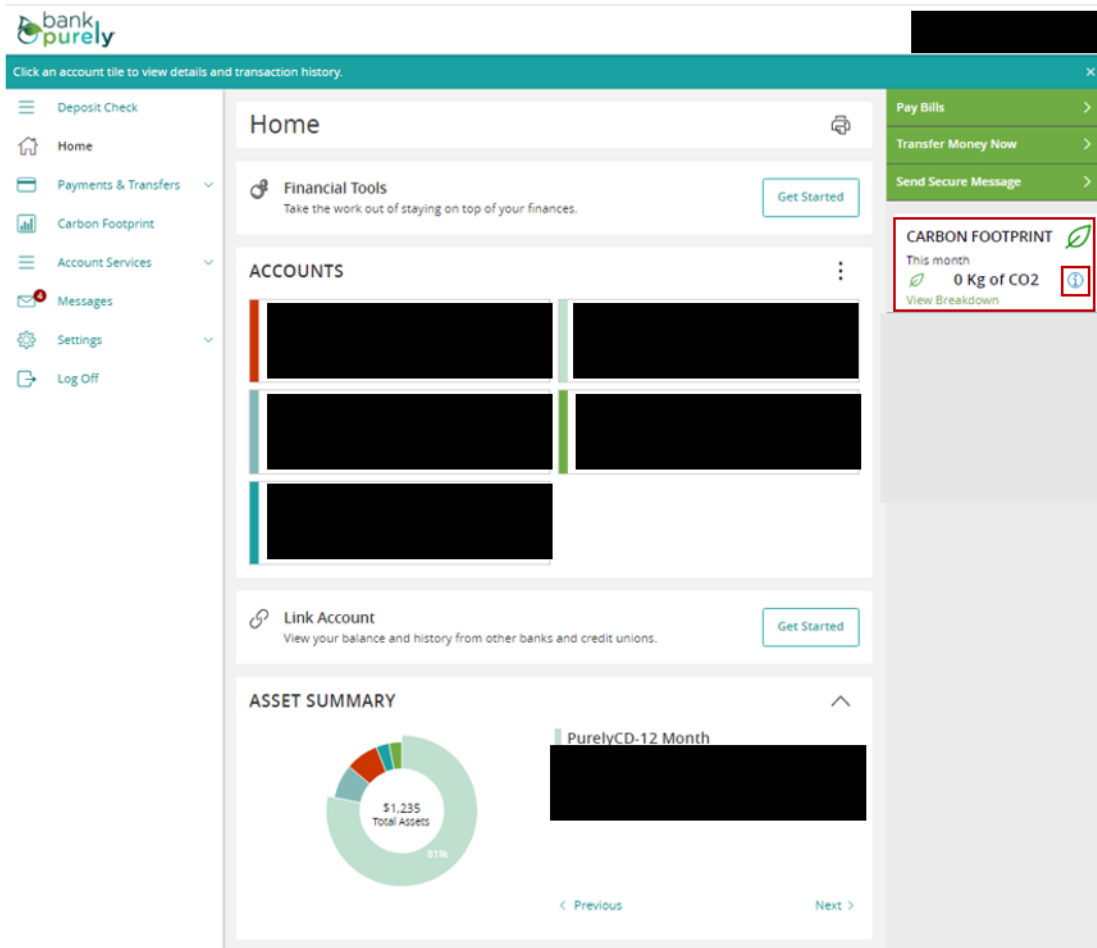 bank
purely
Click an account tile to view details and transaction history.
Deposit Check
Home
Payments & Transfers
Carbon Footprint
Account Services
4
Messages
Settings
Log Off
Home
Financial Tools
Take the work out of staying on top of your finances.
Get Started
ACCOUNTS
Link Account
View your balance and history from other banks and credit unions.
Get Started
ASSET SUMMARY
$1,235
Total Assets
81%
PurelyCD-12 Month
< Previous
Next >
Pay Bills
Transfer Money Now
Send Secure Message
CARBON FOOTPRINT
This month
0 Kg of CO2
View Breakdown